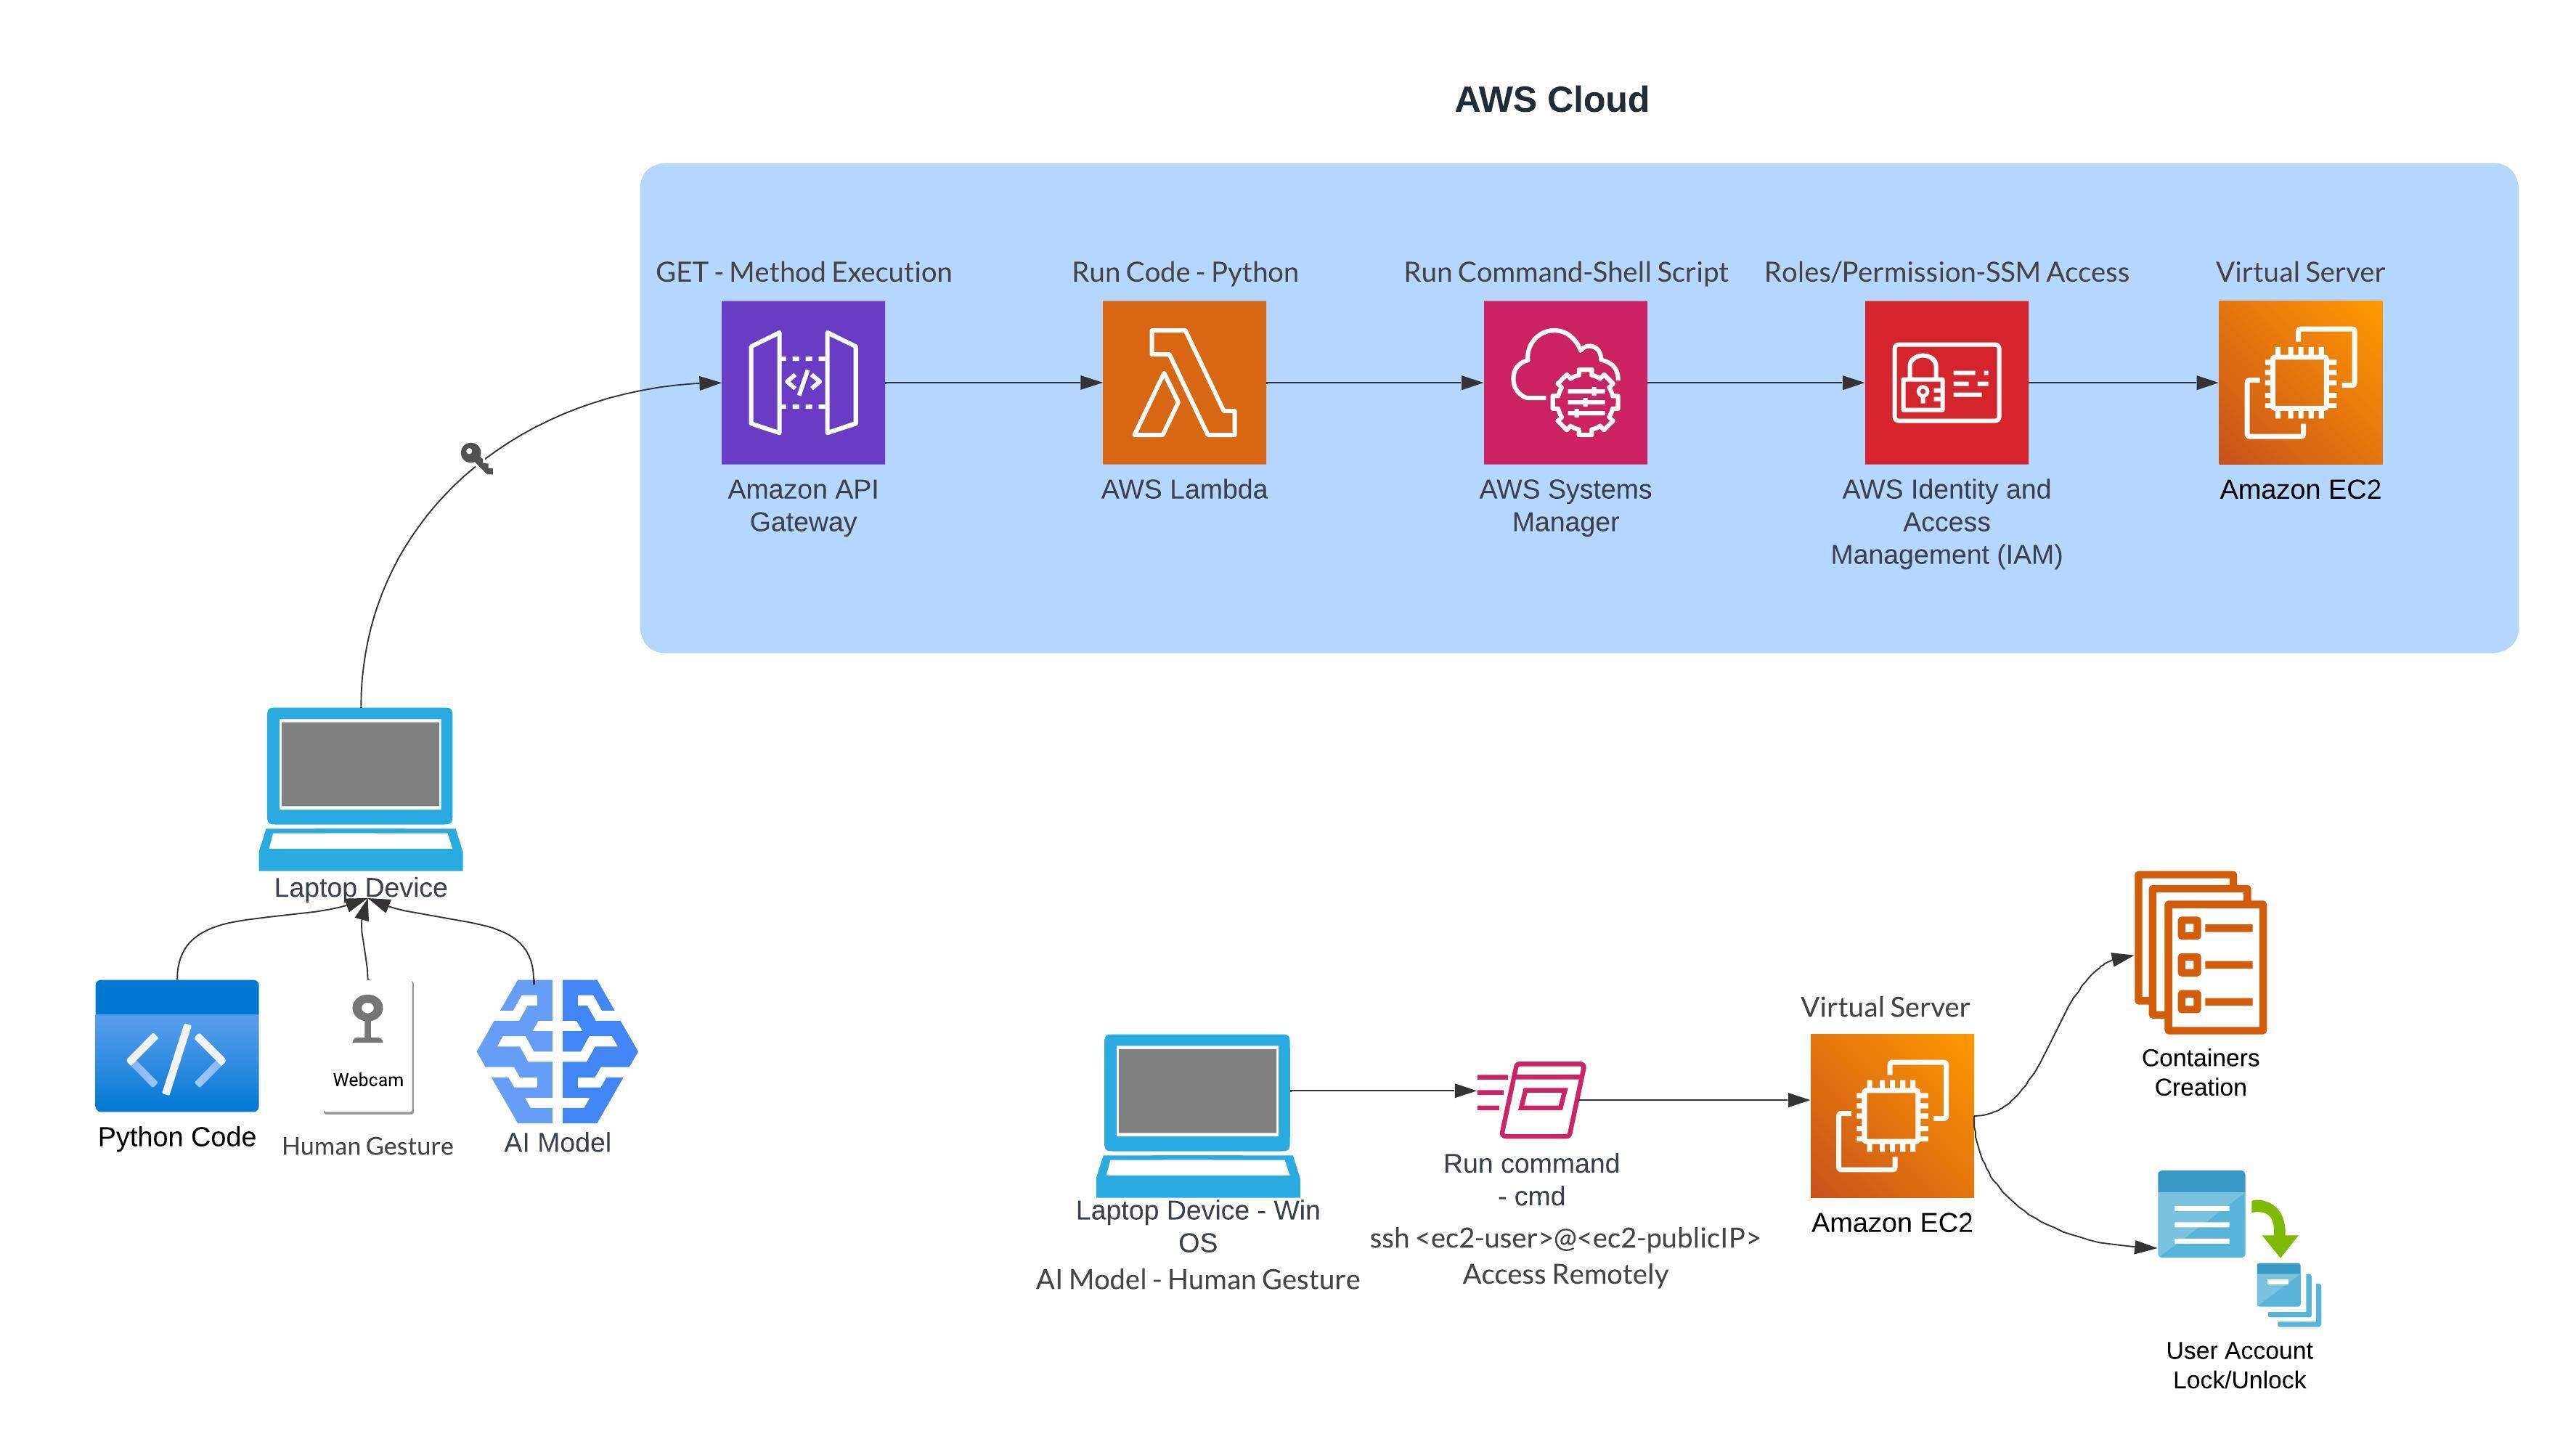 AWS Cloud
GET - Method Execution
Run Code - Python
Run Command-Shell Script
Roles/Permission-SSM Access
Virtual Server
Amazon API
Gateway
AWS Lambda
AWS Systems
Manager
AWS Identity and
Access
Management (IAM)
Amazon EC2
Laptop Device
Webcam
Python Code
Human Gesture
AI Model
Laptop Device - Win
OS
AI Model - Human Gesture
Run command
- cmd
ssh <ec2-user>@<ec2-publicIP>
Access Remotely
Virtual Server
Amazon EC2
Containers
Creation
User Account
Lock/Unlock